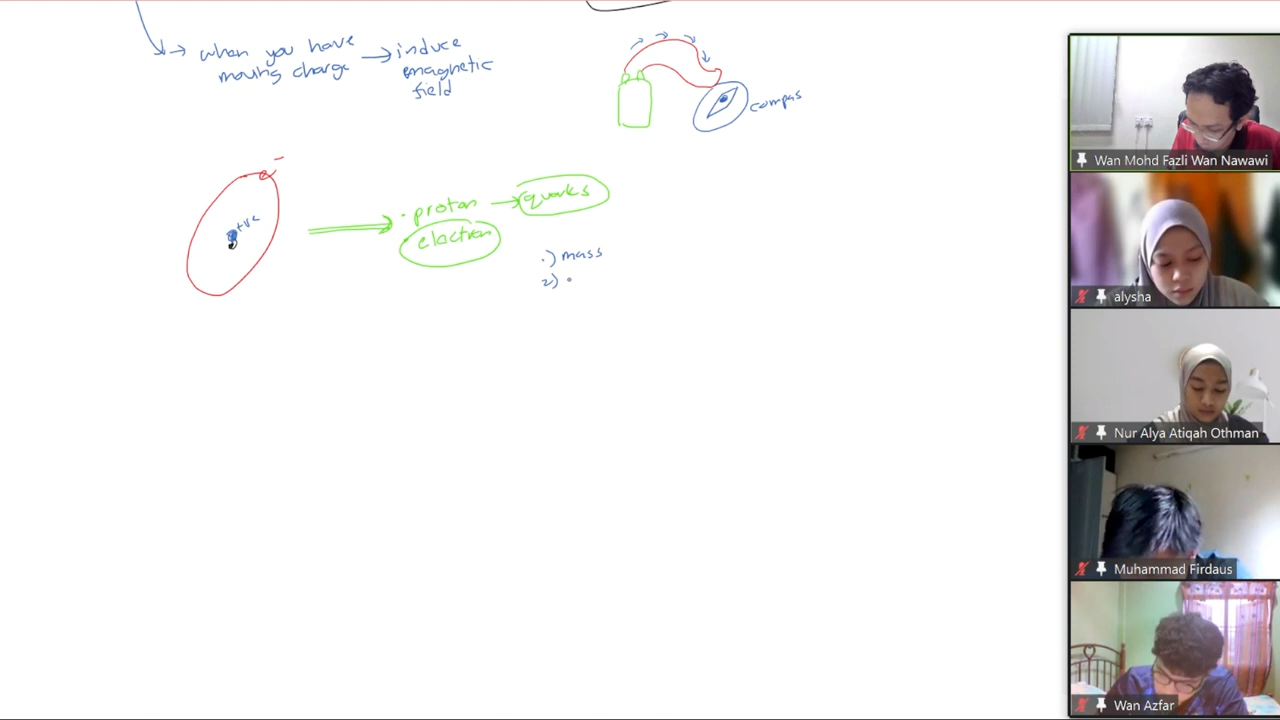 when you have → induce
moving charge magnetic
field
compas
-
+ve
· proton → quarks
· electron
1.) mass
2.)
Wan Mohd Fazli Wan Nawawi
alysha
Nur Alya Atiqah Othman
Muhammad Firdaus
Wan Azfar